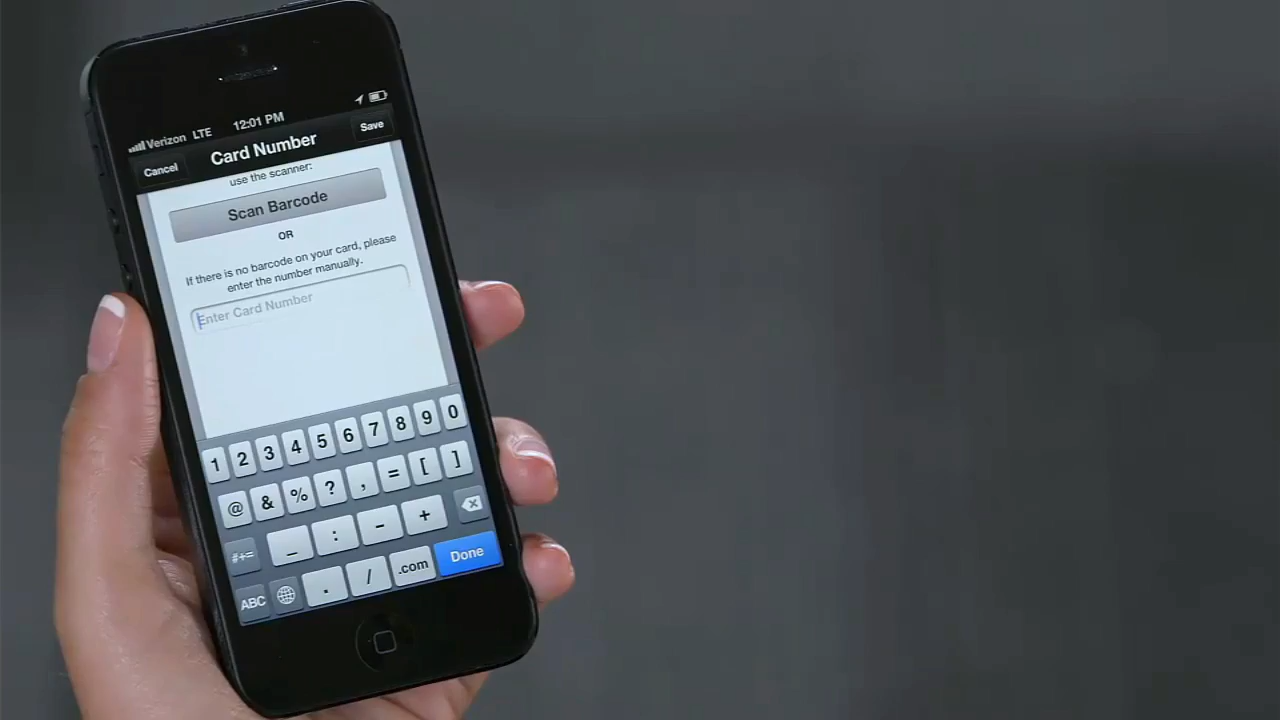 Verizon LTE 12:01 PM
Cancel Card Number Save
use the scanner:
Scan Barcode
OR
If there is no barcode on your card, please
enter the number manually.
Enter Card Number
1 2 3 4 5 6 7 8 9 0
@ & % ? , = [ ]
#+= _ : - +
ABC . / .com Done